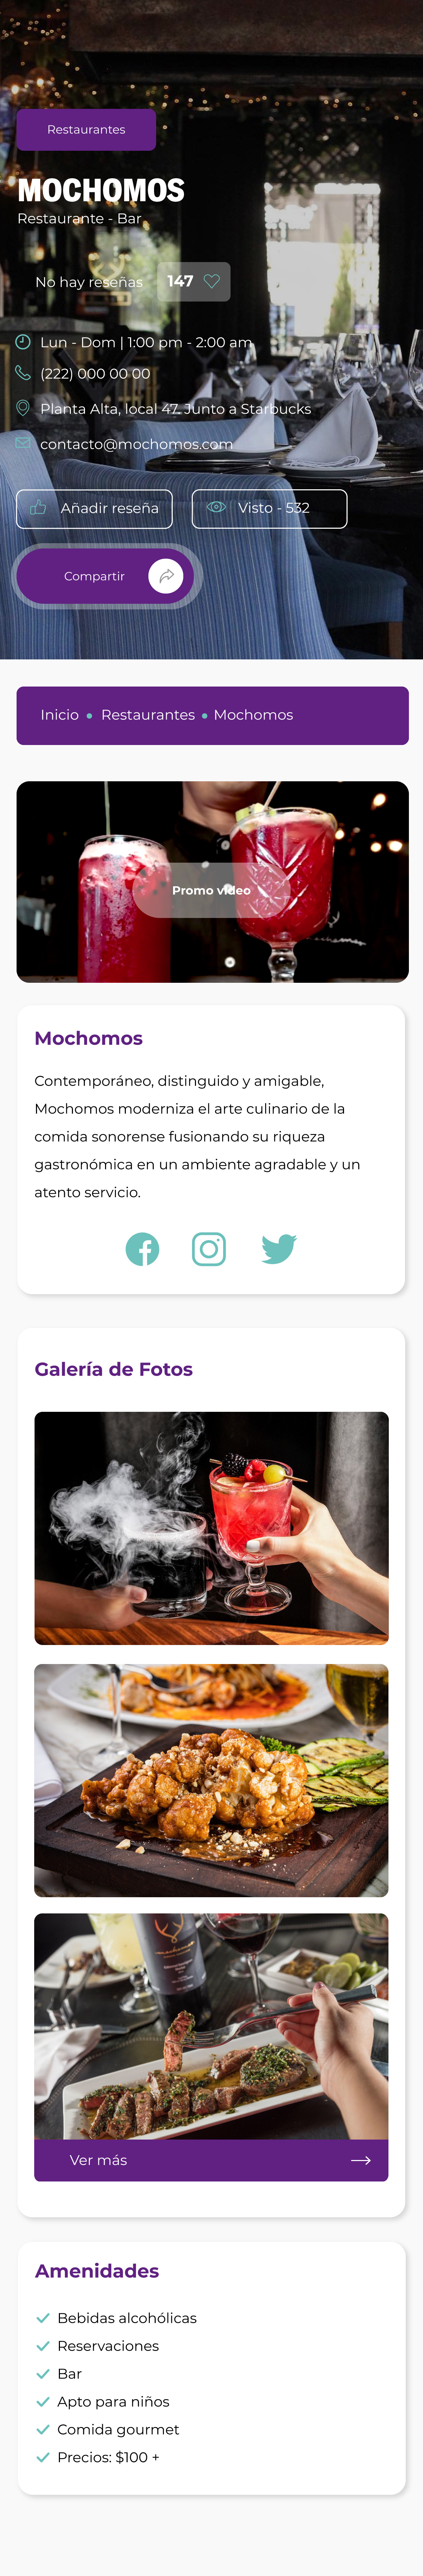 Restaurantes
MOCHOMOS
Restaurante - Bar
No hay reseñas
147
Lun - Dom | 1:00 pm - 2:00 am
(222) 000 00 00
Planta Alta, local 47. Junto a Starbucks
contacto@mochomos.com
Añadir reseña
Visto - 532
Compartir
Inicio • Restaurantes • Mochomos
Promo video
Mochomos
Contemporáneo, distinguido y amigable,
Mochomos moderniza el arte culinario de la
comida sonorense fusionando su riqueza
gastronómica en un ambiente agradable y un
atento servicio.
Galería de Fotos
Ver más
Amenidades
Bebidas alcohólicas
Reservaciones
Bar
Apto para niños
Comida gourmet
Precios: $100 +